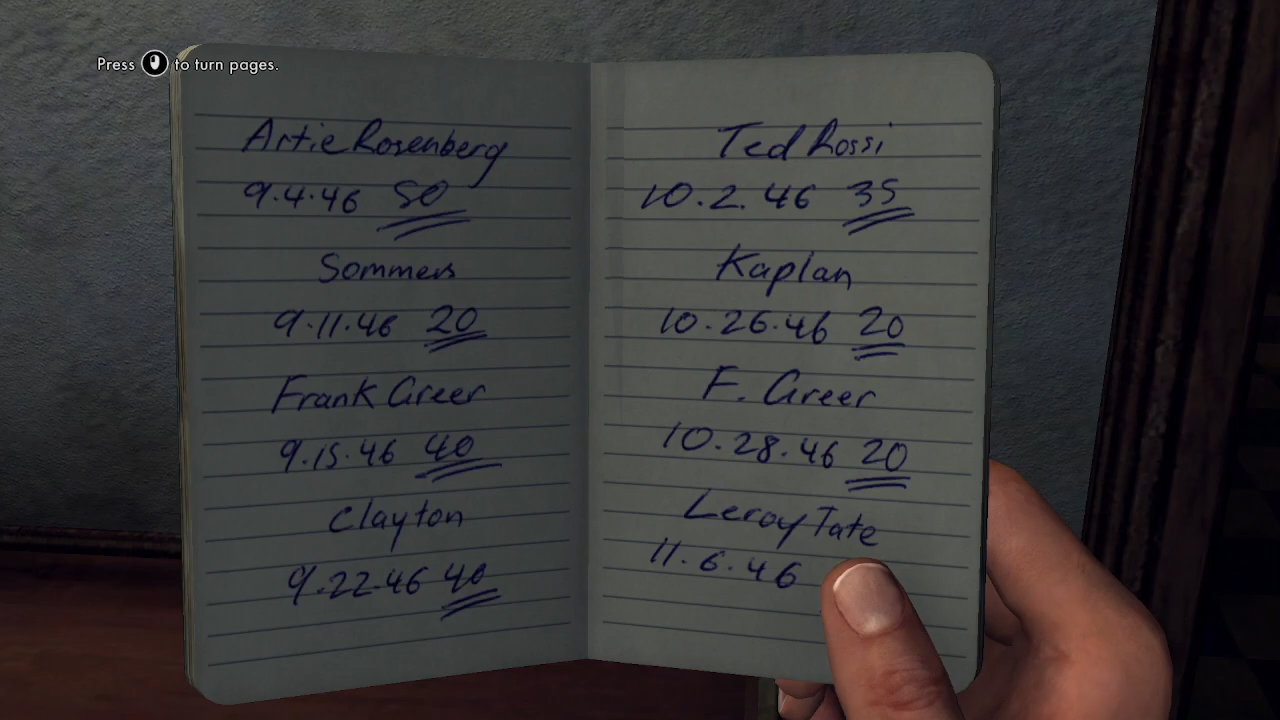 Press to turn pages.
Artie Rosenberg
9.4.46 50
Sommers
9.11.46 20
Frank Greer
9.15.46 40
Clayton
9.22.46 40
Ted Rossi
10.2.46 35
Kaplan
10.26.46 20
F. Greer
10.28.46 20
Leroy Tate
11.6.46